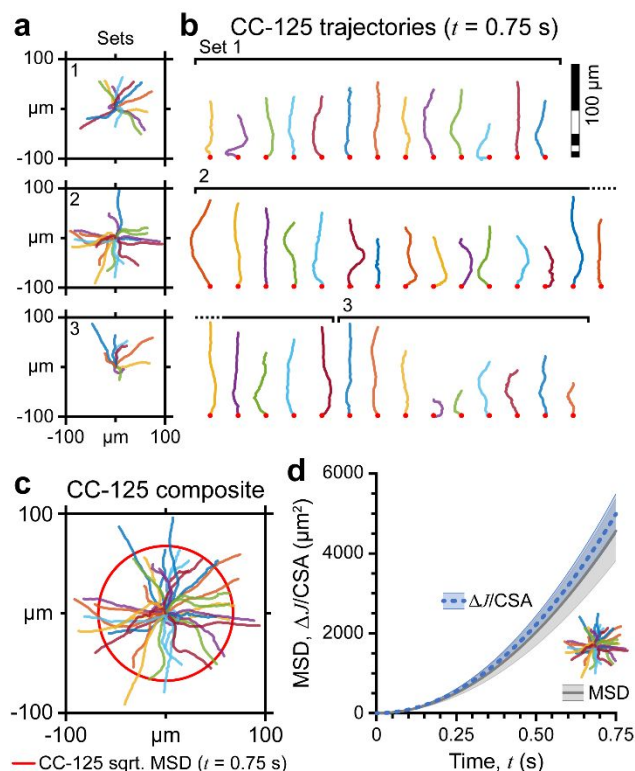 a
Sets
100
1
µm
-100
100
2
µm
-100
100
3
µm
-100
-100
µm
100
b
CC-125 trajectories (t = 0.75 s)
Set 1
100 µm
2
3
c
CC-125 composite
100
µm
-100
-100
µm
100
CC-125 sqrt. MSD (t = 0.75 s)
d
MSD, ΔJ//CSA (µm²)
6000
4000
2000
0
ΔJ//CSA
MSD
0
0.25
0.50
0.75
Time, t (s)